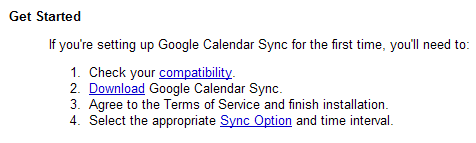 Get Started
If you're setting up Google Calendar Sync for the first time, you'll need to:
1. Check your compatibility.
2. Download Google Calendar Sync.
3. Agree to the Terms of Service and finish installation.
4. Select the appropriate Sync Option and time interval.